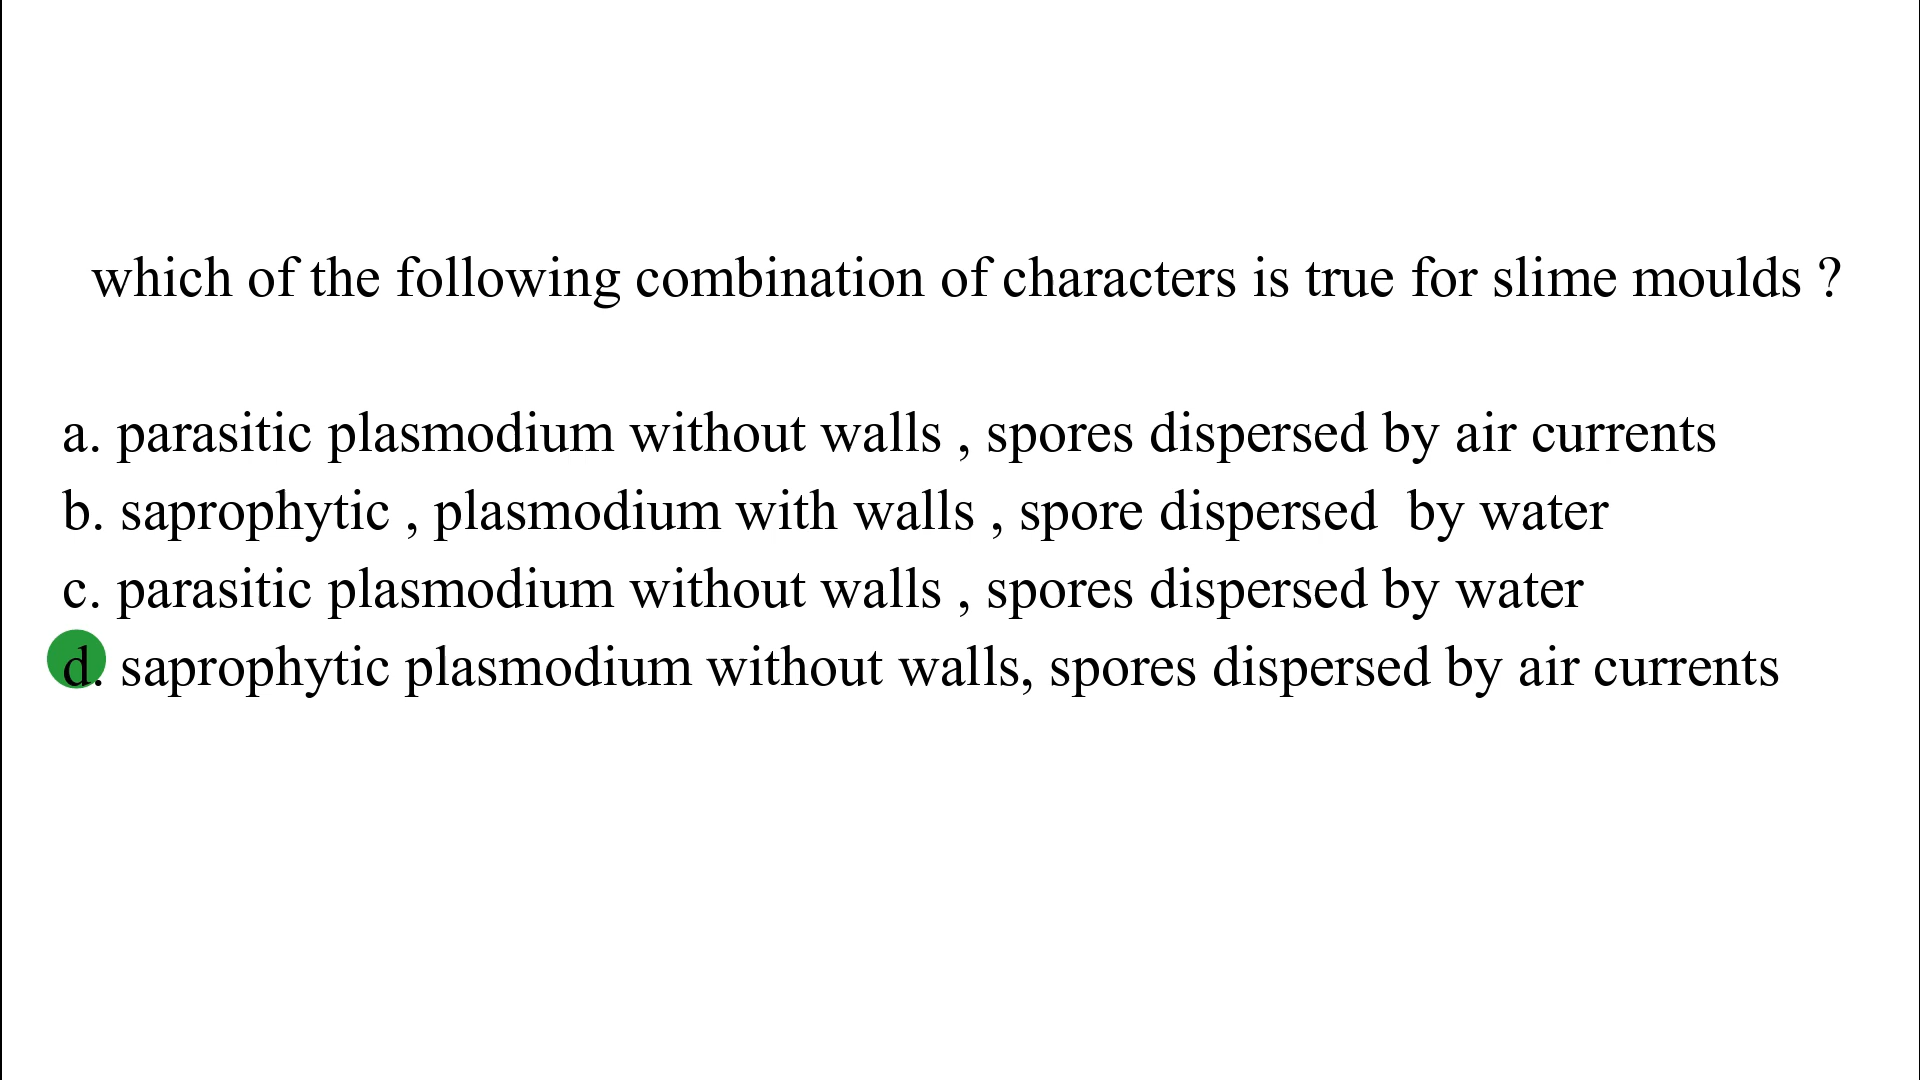 which of the following combination of characters is true for slime moulds ?
a. parasitic plasmodium without walls , spores dispersed by air currents
b. saprophytic , plasmodium with walls , spore dispersed  by water
c. parasitic plasmodium without walls , spores dispersed by water
d. saprophytic plasmodium without walls, spores dispersed by air currents